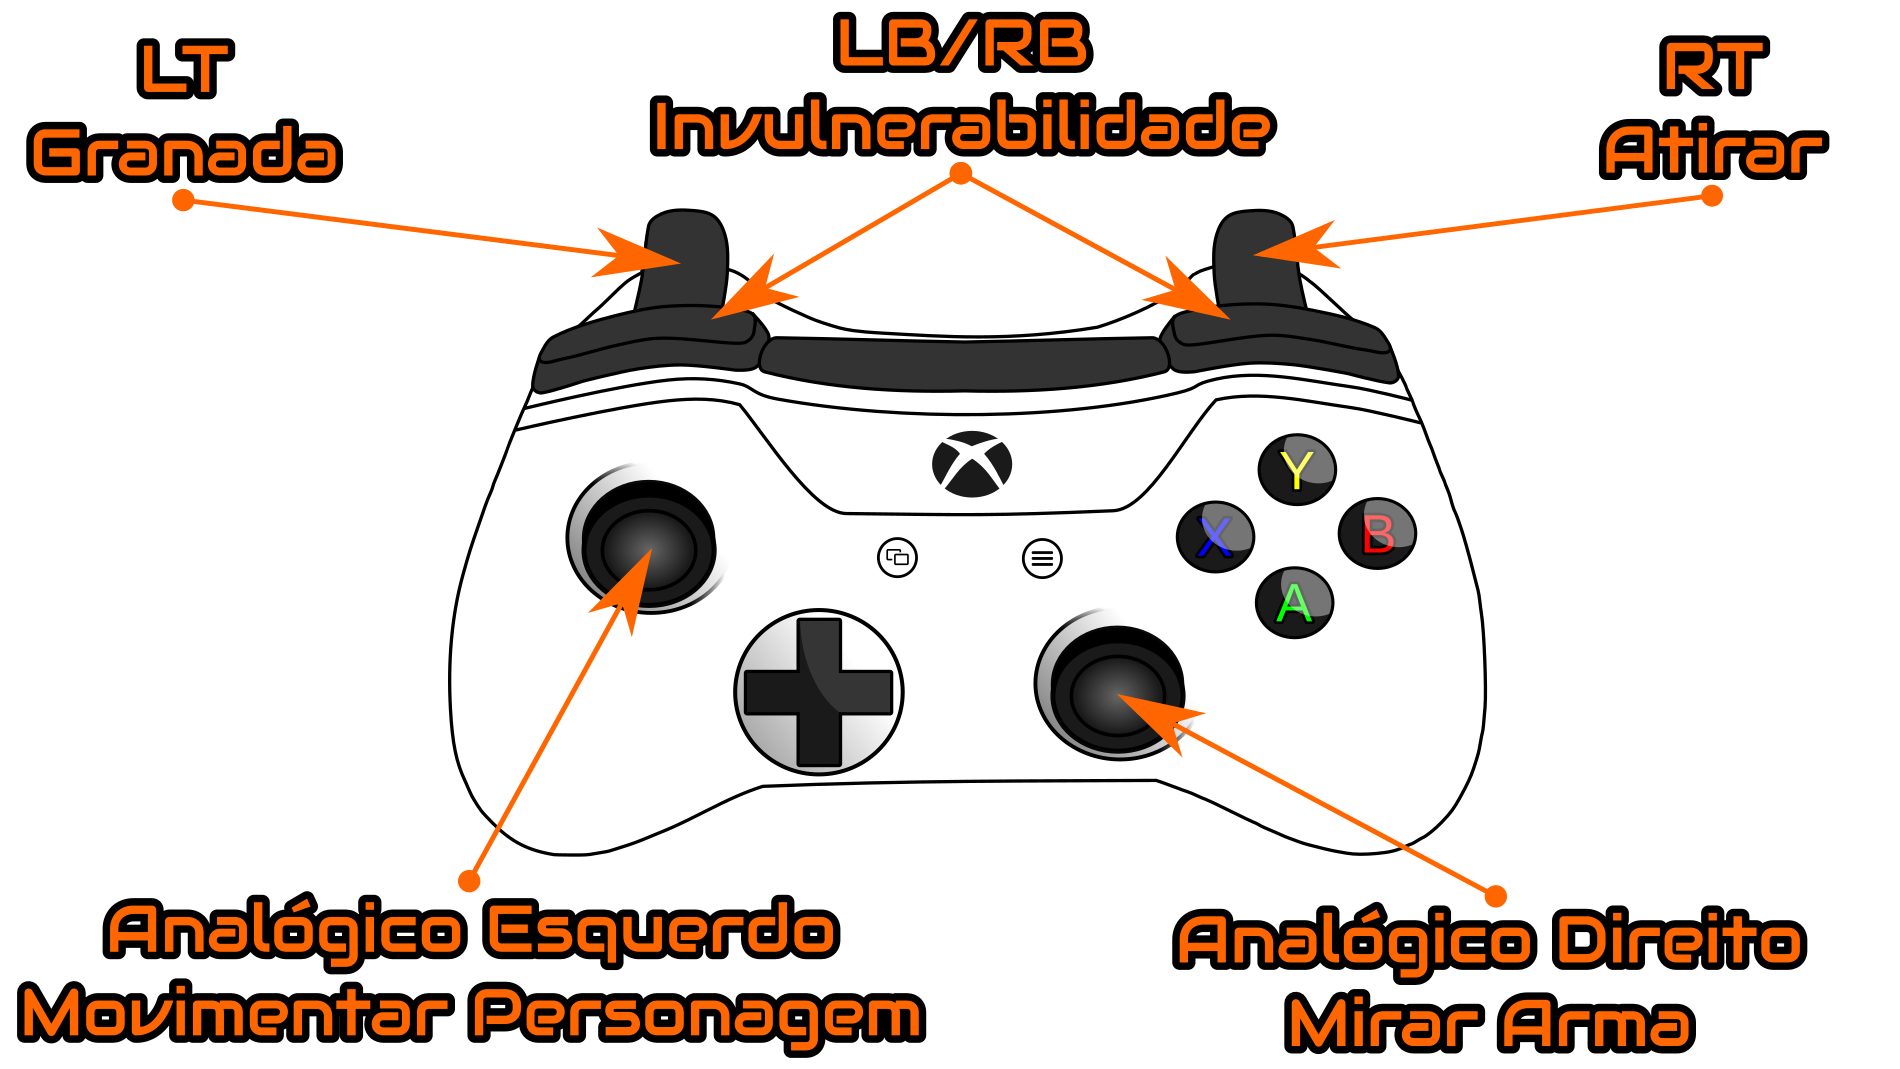 LT
Granada
LB/RB
Invulnerabilidade
RT
Atirar
Y
X
B
A
Analógico Esquerdo
Movimentar Personagem
Analógico Direito
Mirar Arma